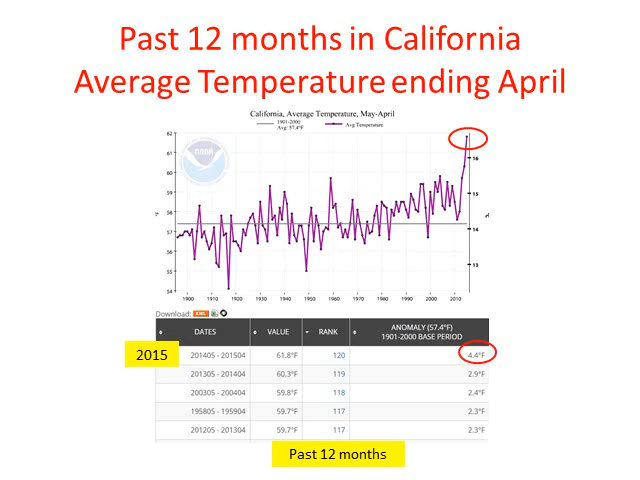 Past 12 months in California
Average Temperature ending April
California, Average Temperature, May-April
1901-2000
Avg: 57.4°F
Avg Temperature
62
61
60
59
58
57
56
55
54
°F
16
15
14
13
°C
NOAA
1900 1910 1920 1930 1940 1950 1960 1970 1980 1990 2000 2010
Download: XML
DATES VALUE RANK ANOMALY (57.4°F)
1901-2000 BASE PERIOD
2015
201405 - 201504 61.8°F 120 4.4°F
201305 - 201404 60.3°F 119 2.9°F
200305 - 200404 59.8°F 118 2.4°F
195805 - 195904 59.7°F 117 2.3°F
201205 - 201304 59.7°F 117 2.3°F
Past 12 months